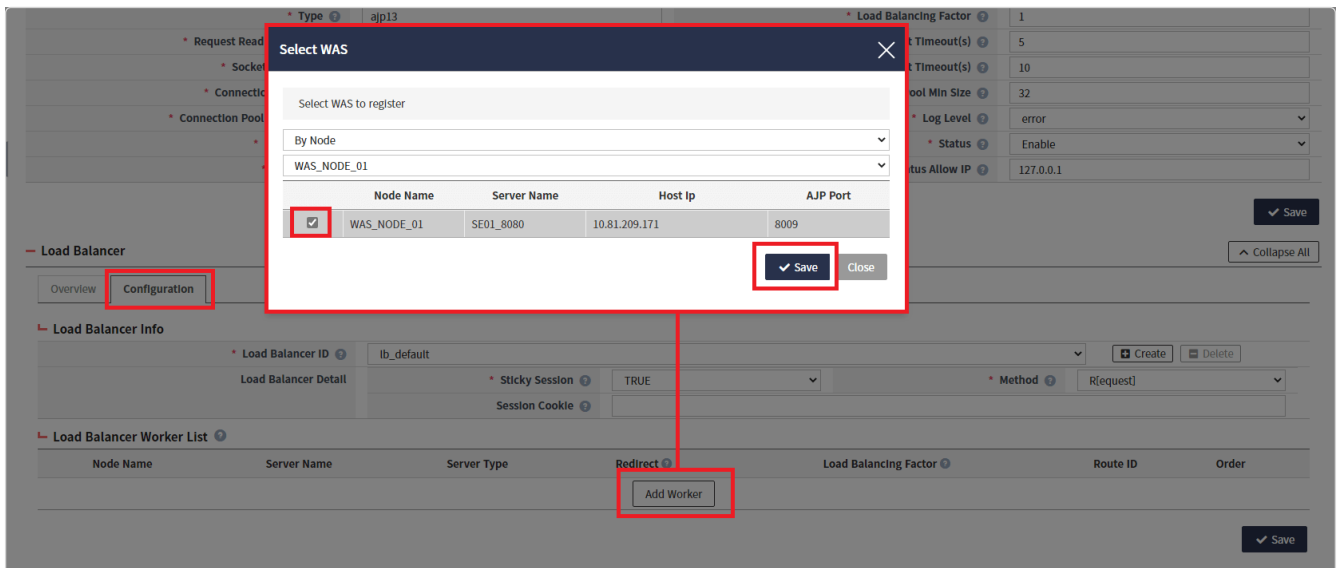 * Type ajp13 * Load Balancing Factor 1
* Request Read t Timeout(s) 5
* Socket t Timeout(s) 10
* Connectio ool Min Size 32
* Connection Pool * Log Level error
* * Status Enable
* tus Allow IP 127.0.0.1
Save
Select WAS
Select WAS to register
By Node
WAS_NODE_01
Node Name Server Name Host Ip AJP Port
WAS_NODE_01 SE01_8080 10.81.209.171 8009
Save Close
Load Balancer Collapse All
Overview Configuration
Load Balancer Info
* Load Balancer ID lb_default Create Delete
Load Balancer Detail * Sticky Session TRUE * Method R[equest]
Session Cookie
Load Balancer Worker List
Node Name Server Name Server Type Redirect Load Balancing Factor Route ID Order
Add Worker
Save